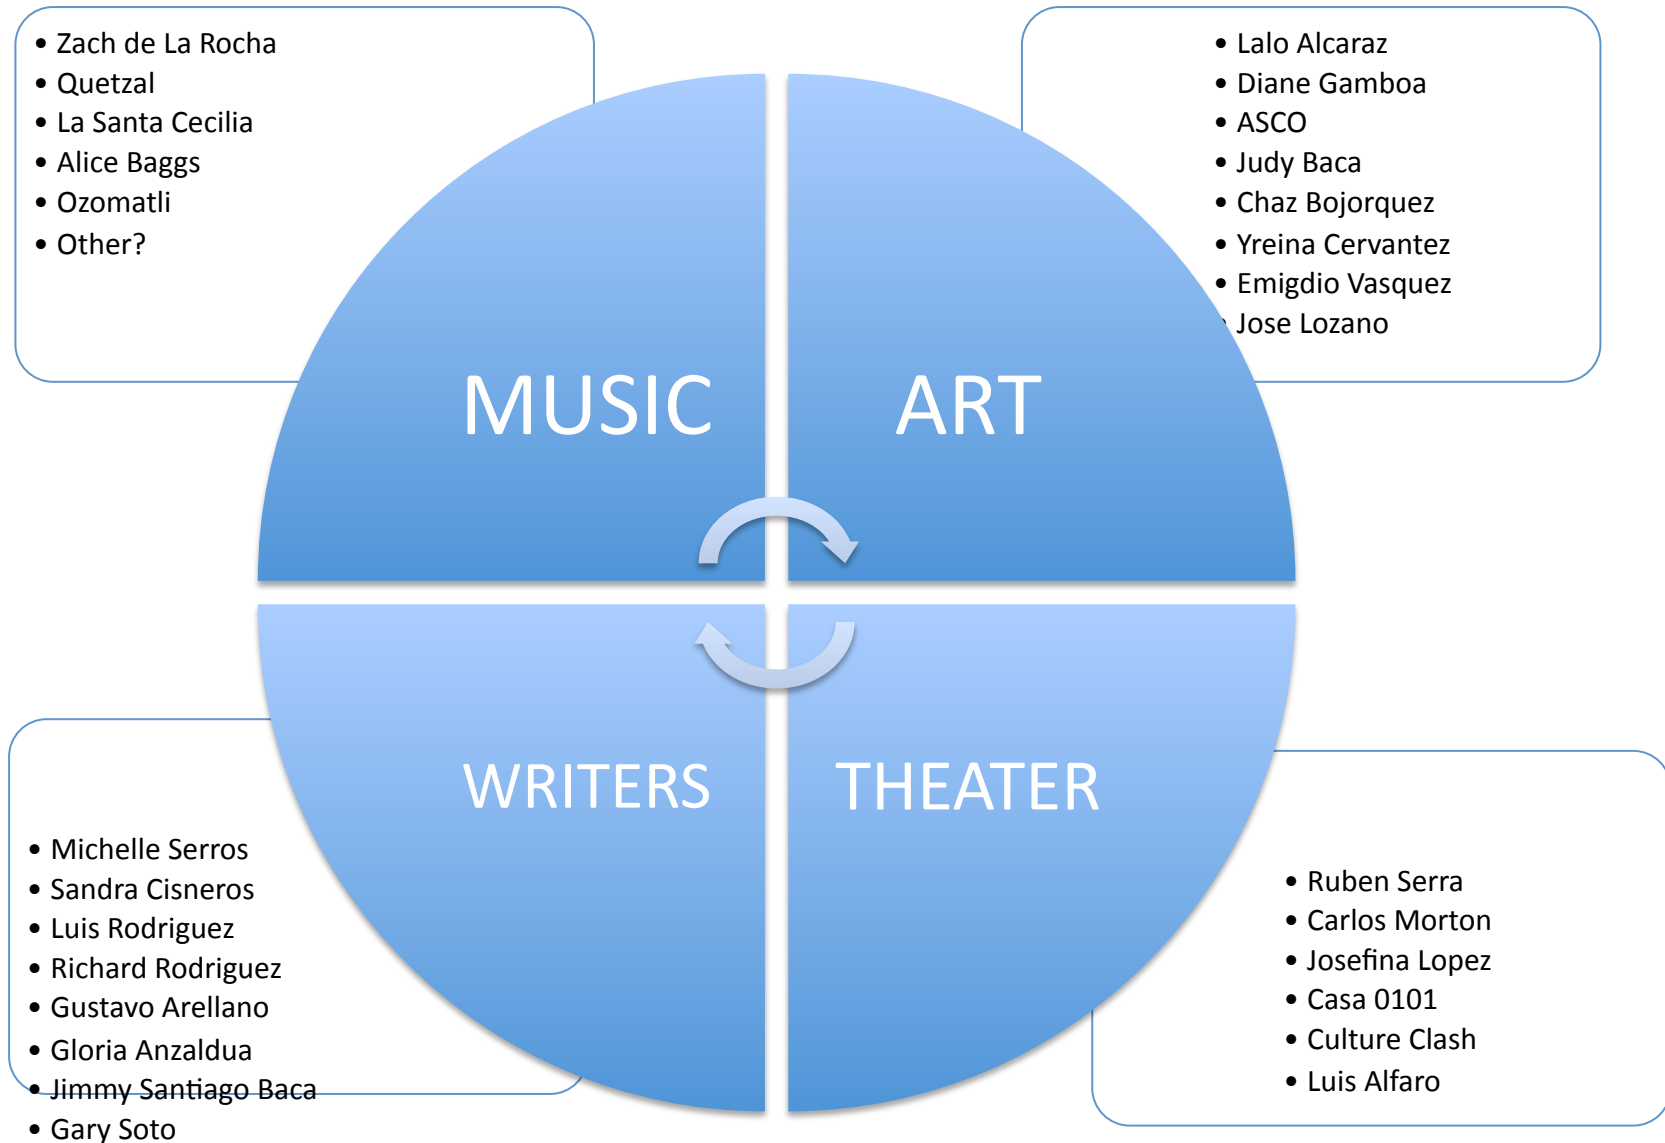 • Zach de La Rocha
• Quetzal
• La Santa Cecilia
• Alice Baggs
• Ozomatli
• Other?
• Lalo Alcaraz
• Diane Gamboa
• ASCO
• Judy Baca
• Chaz Bojorquez
• Yreina Cervantez
• Emigdio Vasquez
• Jose Lozano
MUSIC
ART
WRITERS
THEATER
• Michelle Serros
• Sandra Cisneros
• Luis Rodriguez
• Richard Rodriguez
• Gustavo Arellano
• Gloria Anzaldua
• Jimmy Santiago Baca
• Gary Soto
• Ruben Serra
• Carlos Morton
• Josefina Lopez
• Casa 0101
• Culture Clash
• Luis Alfaro